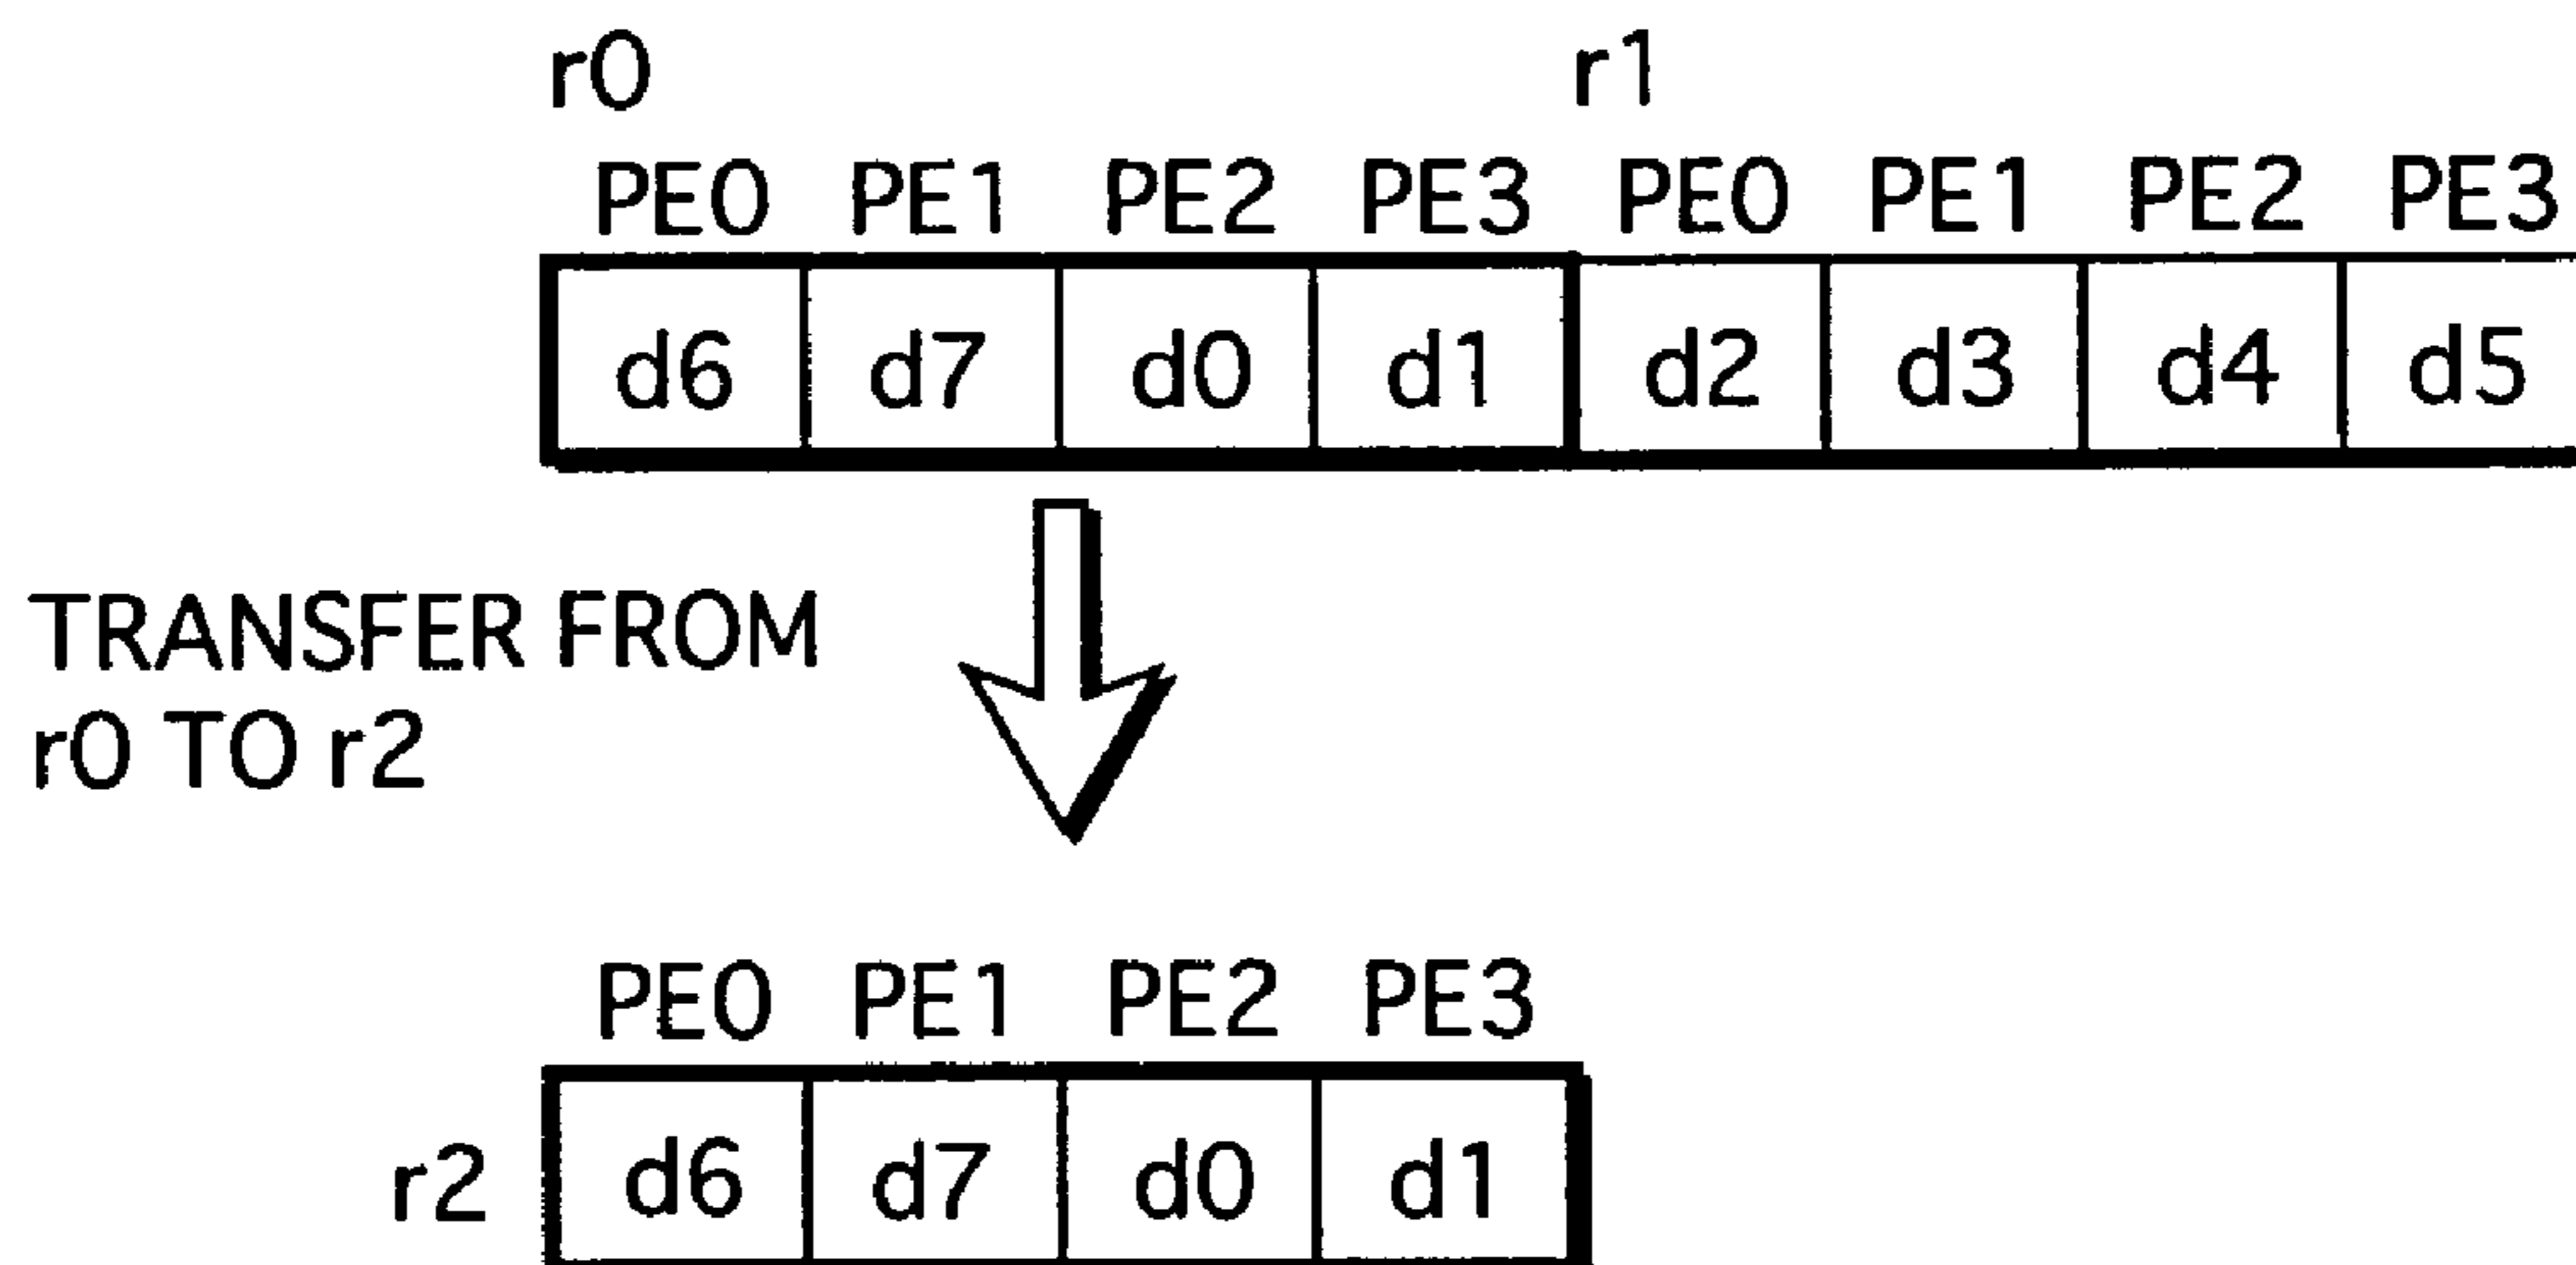 r0 r1
PE0 PE1 PE2 PE3 PE0 PE1 PE2 PE3
d6 d7 d0 d1 d2 d3 d4 d5
TRANSFER FROM
r0 TO r2
PE0 PE1 PE2 PE3
r2 d6 d7 d0 d1